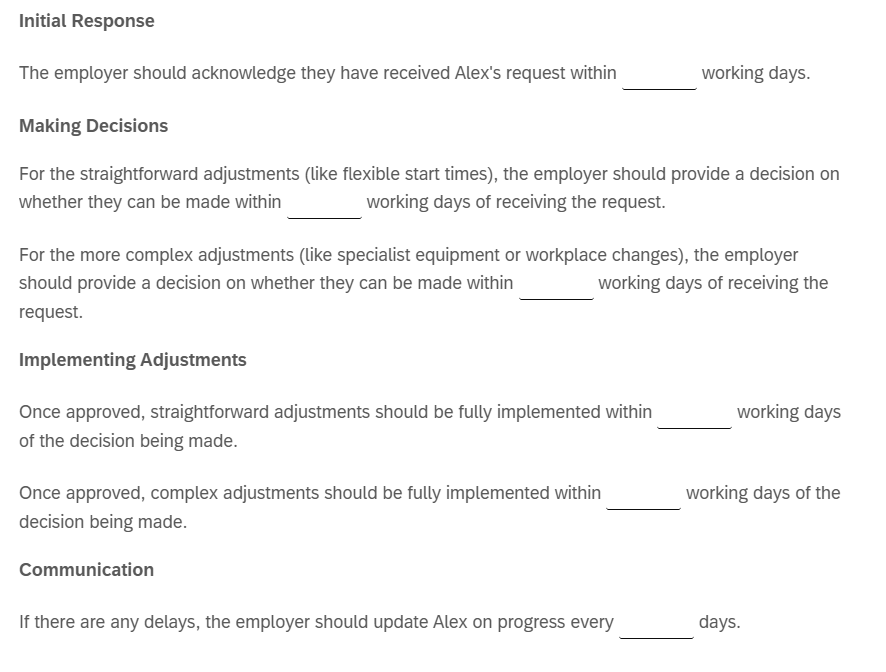 Initial Response
The employer should acknowledge they have received Alex's request within ________ working days.
Making Decisions
For the straightforward adjustments (like flexible start times), the employer should provide a decision on
whether they can be made within ________ working days of receiving the request.
For the more complex adjustments (like specialist equipment or workplace changes), the employer
should provide a decision on whether they can be made within ________ working days of receiving the
request.
Implementing Adjustments
Once approved, straightforward adjustments should be fully implemented within ________ working days
of the decision being made.
Once approved, complex adjustments should be fully implemented within ________ working days of the
decision being made.
Communication
If there are any delays, the employer should update Alex on progress every ________ days.